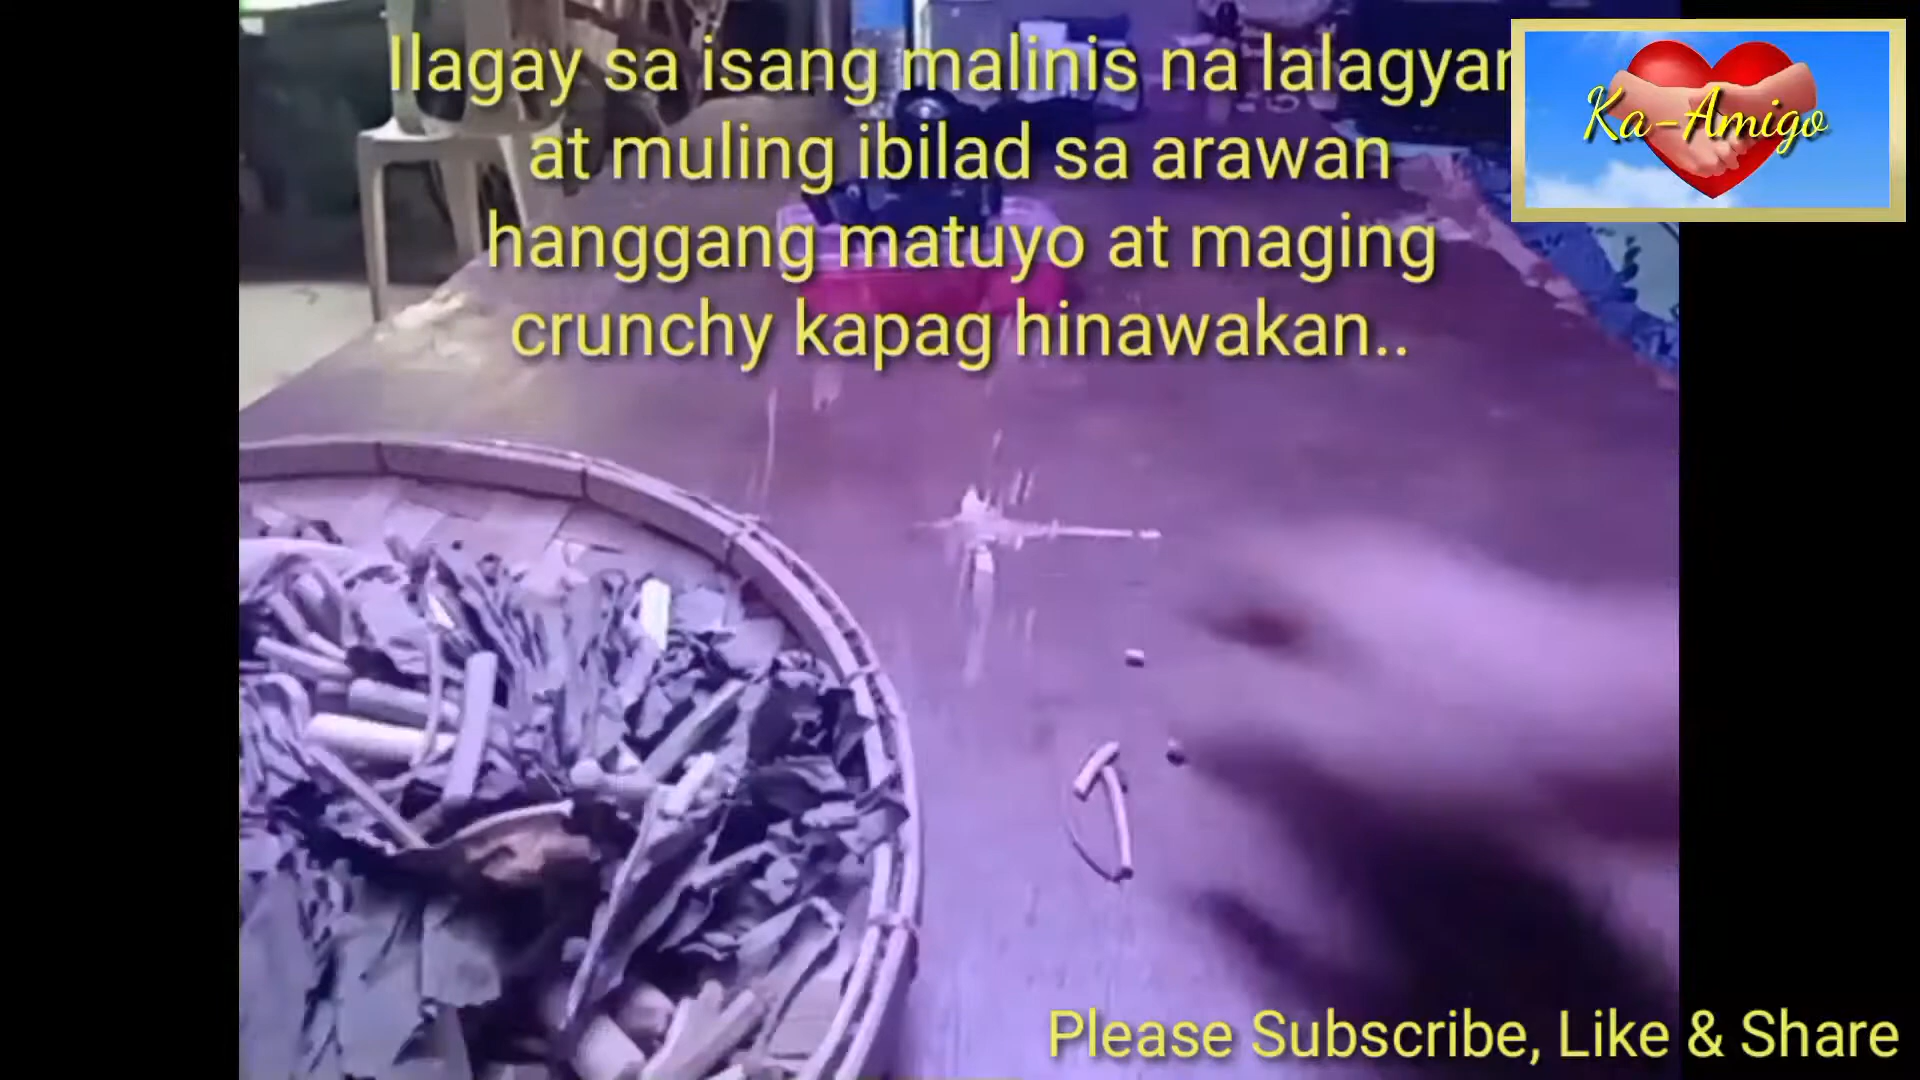 Ilagay sa isang malinis na lalagyan
at muling ibilad sa arawan
hanggang matuyo at maging
crunchy kapag hinawakan..
Ka-Amigo
Please Subscribe, Like & Share